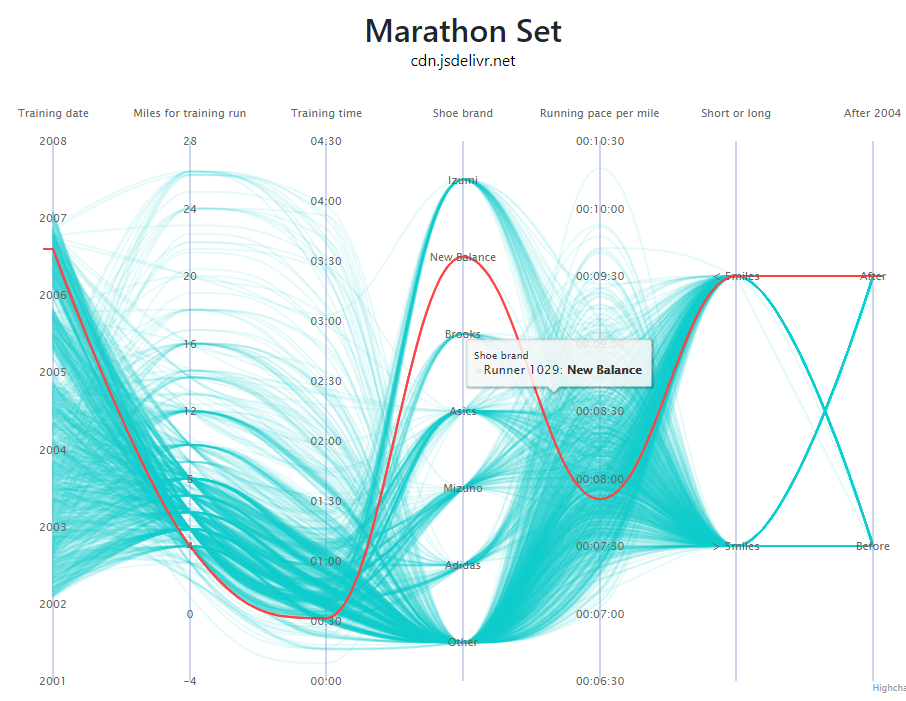 Marathon Set
cdn.jsdelivr.net
Training date
Miles for training run
Training time
Shoe brand
Running pace per mile
Short or long
After 2004
2008
2007
2006
2005
2004
2003
2002
2001
28
24
20
16
12
8
4
0
−4
04:30
04:00
03:30
03:00
02:30
02:00
01:30
01:00
00:30
00:00
Izumi
New Balance
Brooks
Asics
Mizuno
Adidas
Other
Shoe brand
Runner 1029: New Balance
00:10:30
00:10:00
00:09:30
00:09:00
00:08:30
00:08:00
00:07:30
00:07:00
00:06:30
< 5miles
> 5miles
After
Before